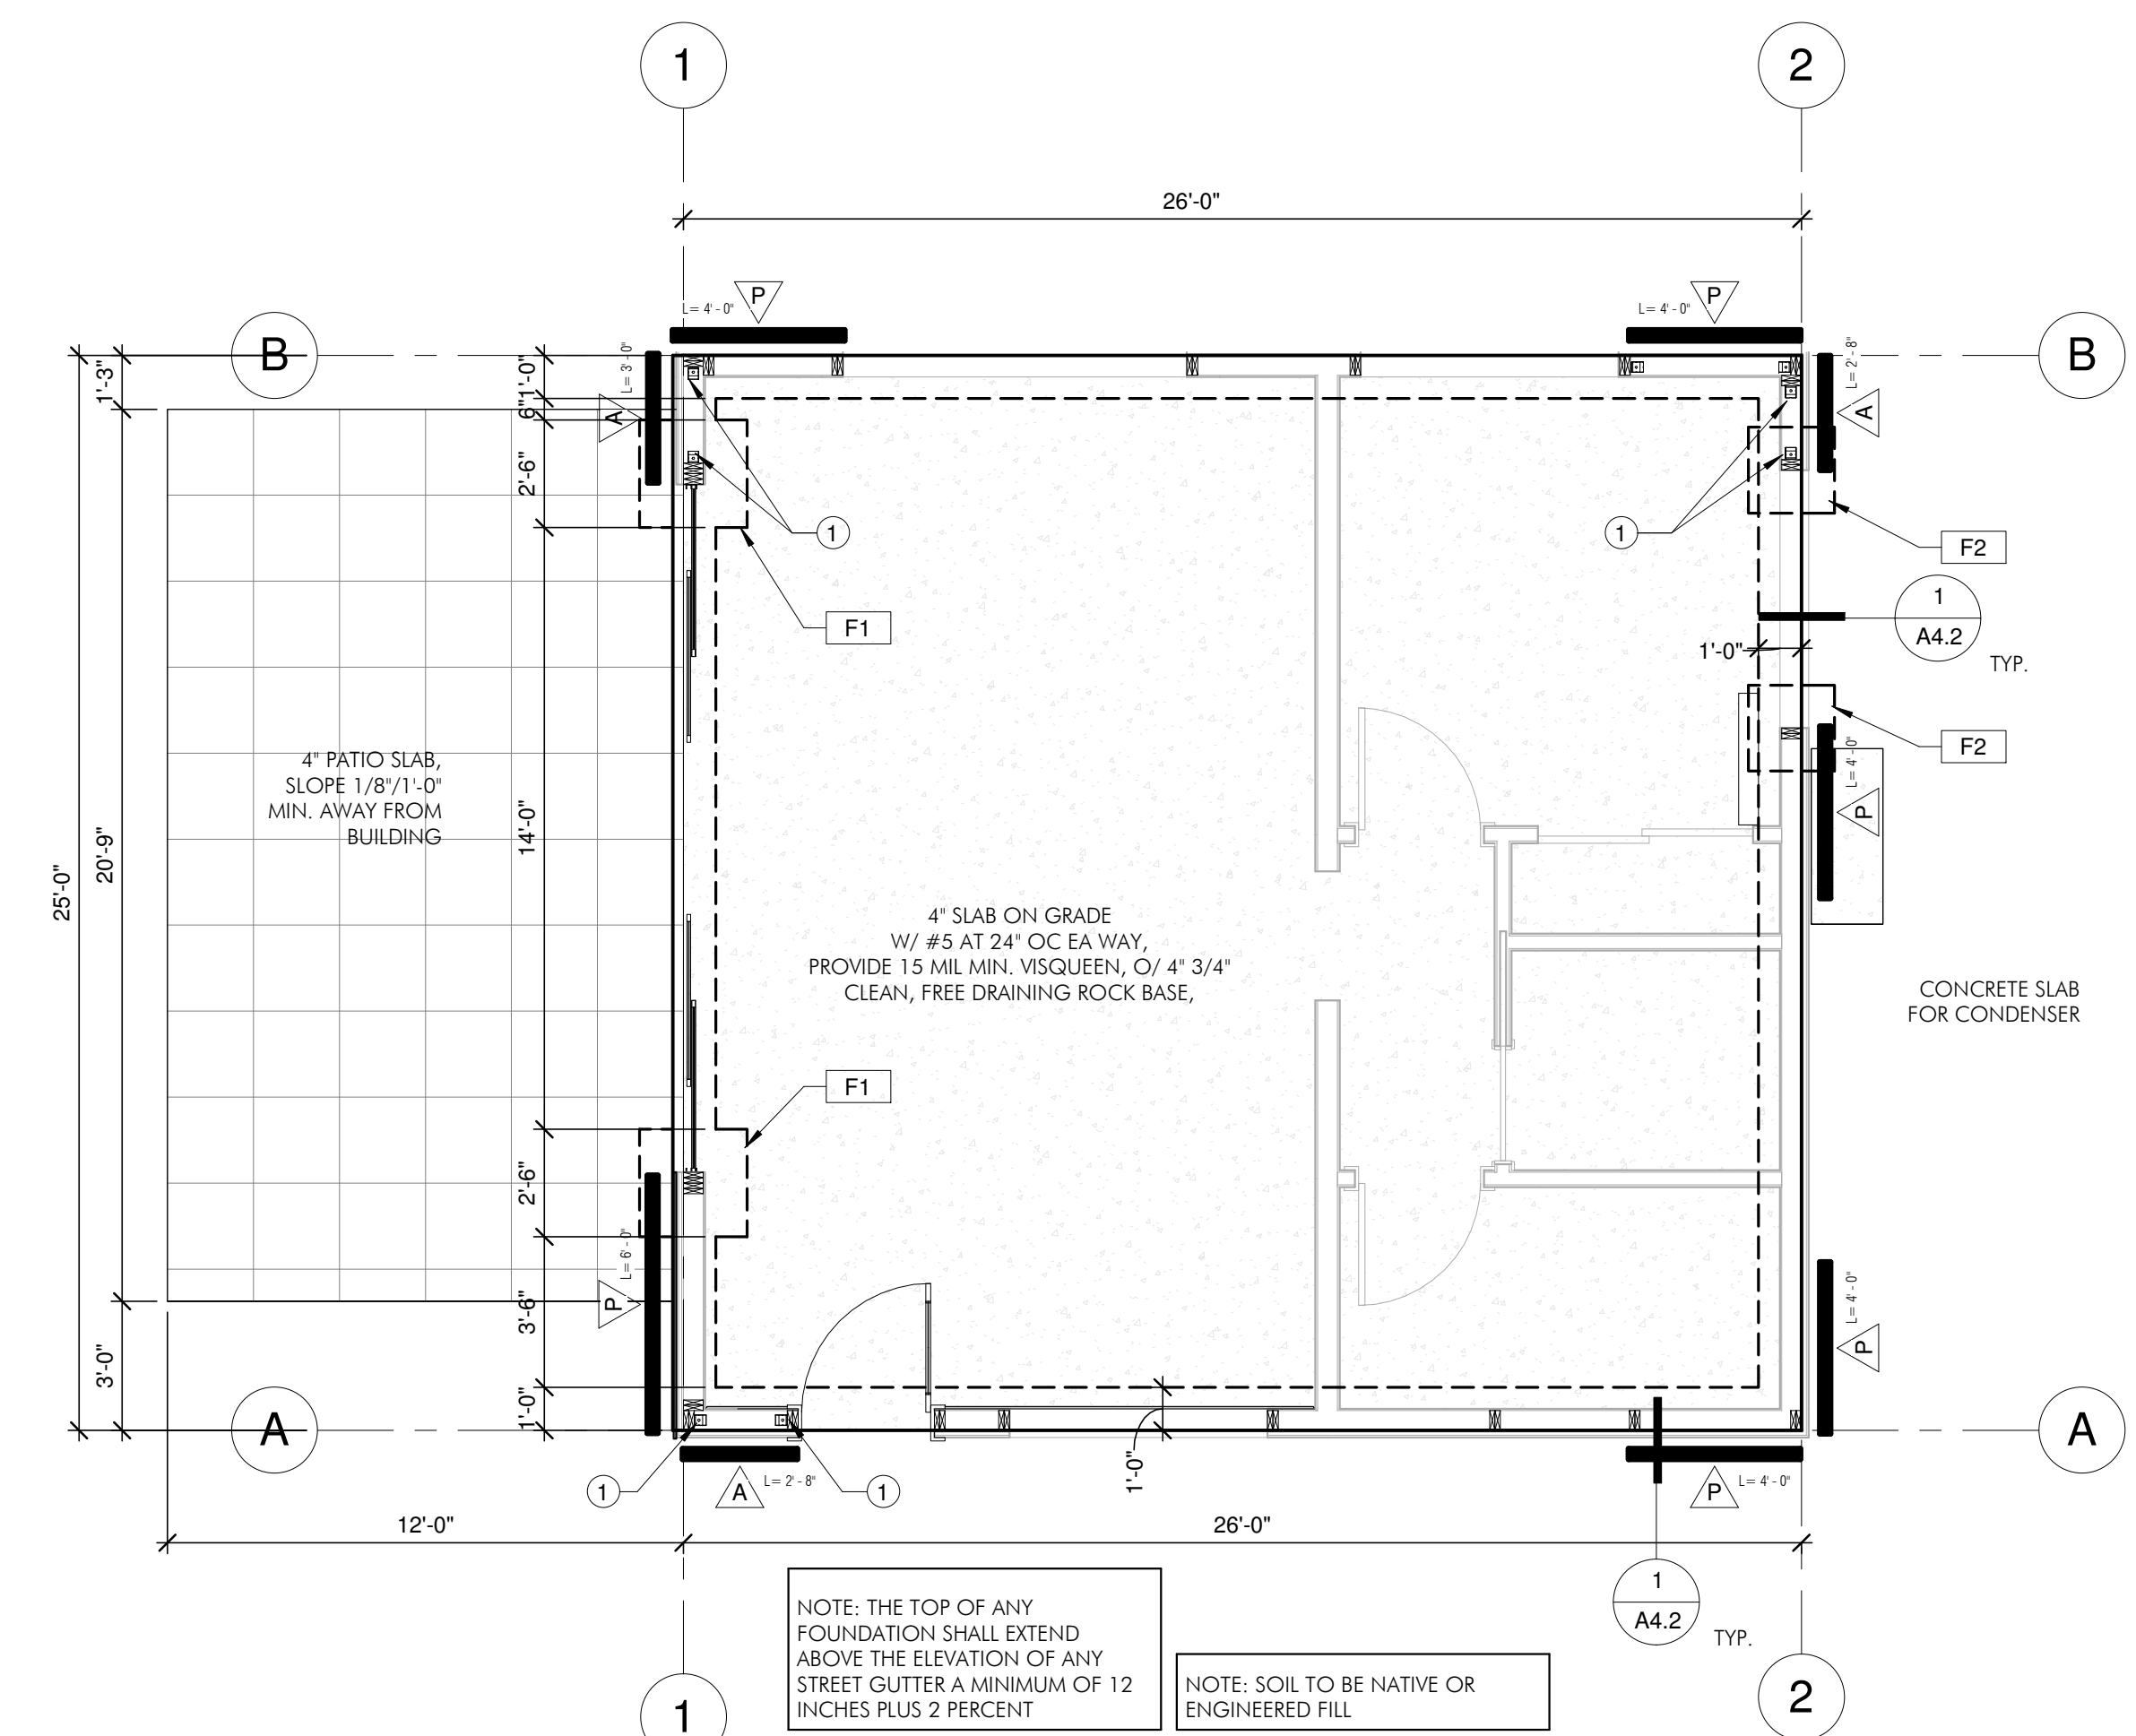 1
2
26'-0"
P
L= 4' - 0"
L= 4' - 0"
P
B
B
1'-3"
1'-0"
6"
L= 3' - 0"
A
L= 2' - 8"
A
2'-6"
1
1
F2
F1
1
A4.2
TYP.
1'-0"
F2
4" PATIO SLAB,
SLOPE 1/8"/1'-0"
MIN. AWAY FROM
BUILDING
14'-0"
L= 4' - 0"
P
25'-0"
20'-9"
4" SLAB ON GRADE
W/ #5 AT 24" OC EA WAY,
PROVIDE 15 MIL MIN. VISQUEEN, O/ 4" 3/4"
CLEAN, FREE DRAINING ROCK BASE,
CONCRETE SLAB
FOR CONDENSER
F1
2'-6"
L= 6' - 0"
P
3'-6"
L= 4' - 0"
P
3'-0"
1'-0"
A
A
1
A
L= 2' - 8"
1
1'-0"
P
L= 4' - 0"
12'-0"
26'-0"
1
A4.2
TYP.
NOTE: THE TOP OF ANY
FOUNDATION SHALL EXTEND
ABOVE THE ELEVATION OF ANY
STREET GUTTER A MINIMUM OF 12
INCHES PLUS 2 PERCENT
NOTE: SOIL TO BE NATIVE OR
ENGINEERED FILL
1
2